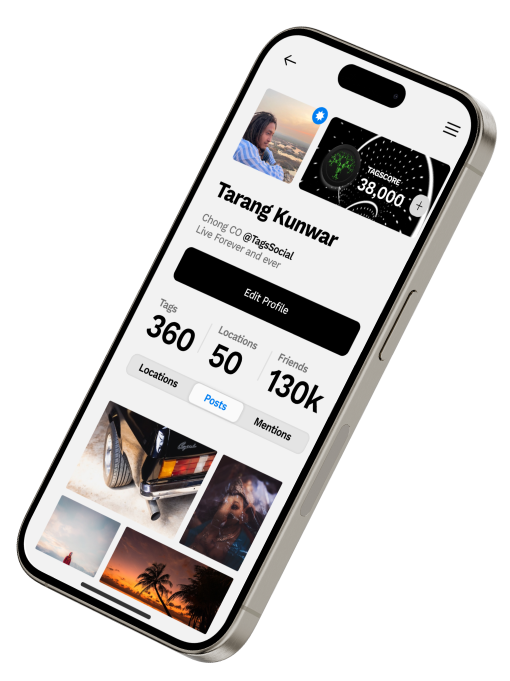 TAGSCORE
38,000
+
Tarang Kunwar
Chong CO @TagsSocial
Live Forever and ever
Edit Profile
Tags
360
Locations
50
Friends
130k
Locations
Posts
Mentions